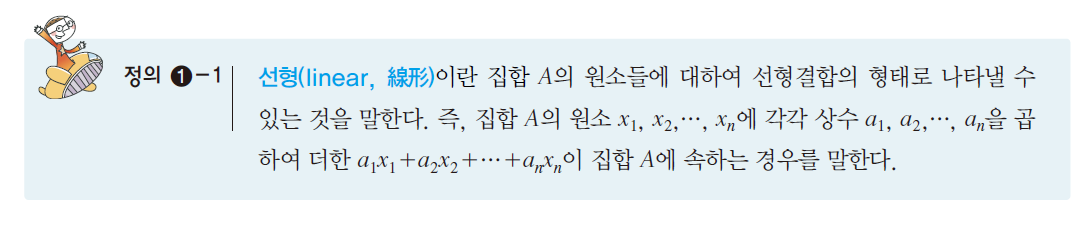 정의 ❶-1 선형(linear, 線形)이란 집합 A의 원소들에 대하여 선형결합의 형태로 나타낼 수
있는 것을 말한다. 즉, 집합 A의 원소 x₁, x₂,⋯, xₙ에 각각 상수 a₁, a₂,⋯, aₙ을 곱
하여 더한 a₁x₁+a₂x₂+⋯+aₙxₙ이 집합 A에 속하는 경우를 말한다.